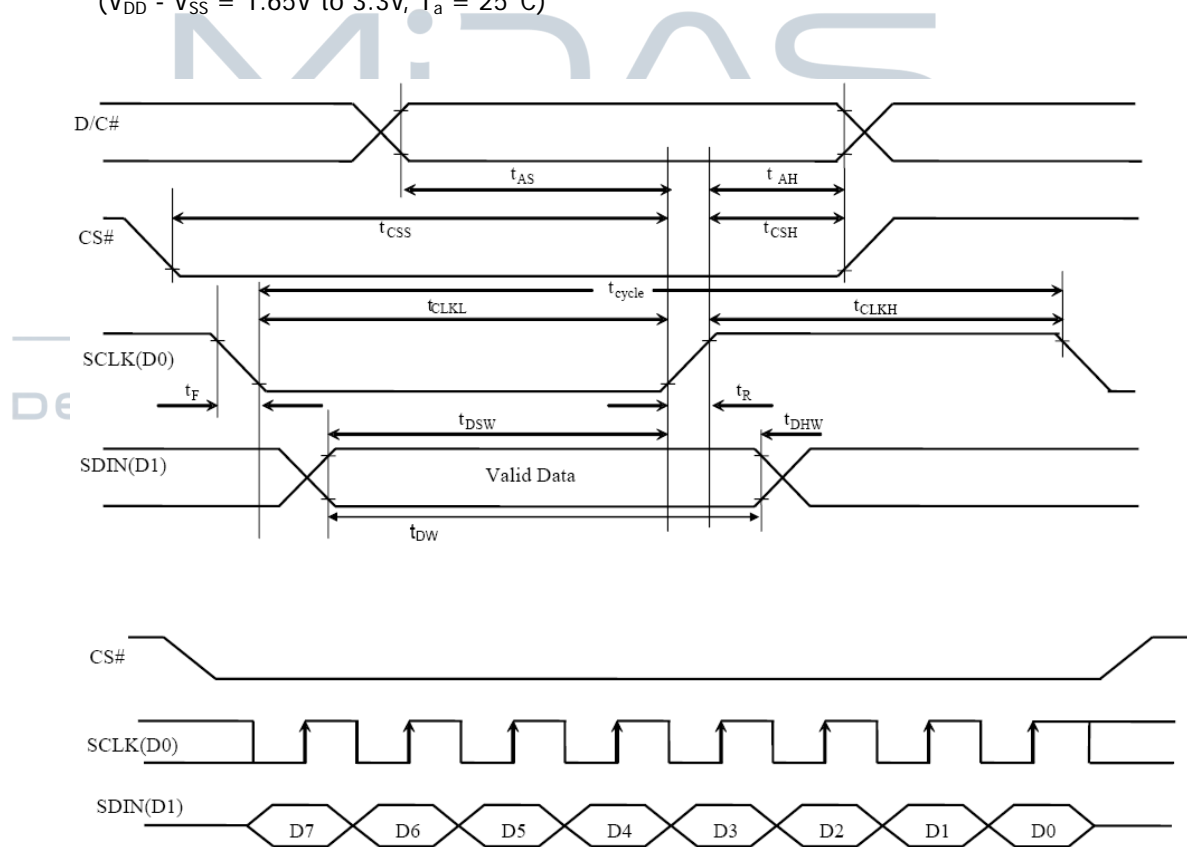 (VDD - VSS = 1.65V to 3.3V, Ta = 25°C)
MiDAS
D/C#
tAS
t AH
CS#
tCSS
tCSH
tcycle
tCLKL
tCLKH
SCLK(D0)
tF
tR
tDSW
tDHW
SDIN(D1)
Valid Data
tDW
CS#
SCLK(D0)
SDIN(D1)
D7 D6 D5 D4 D3 D2 D1 D0